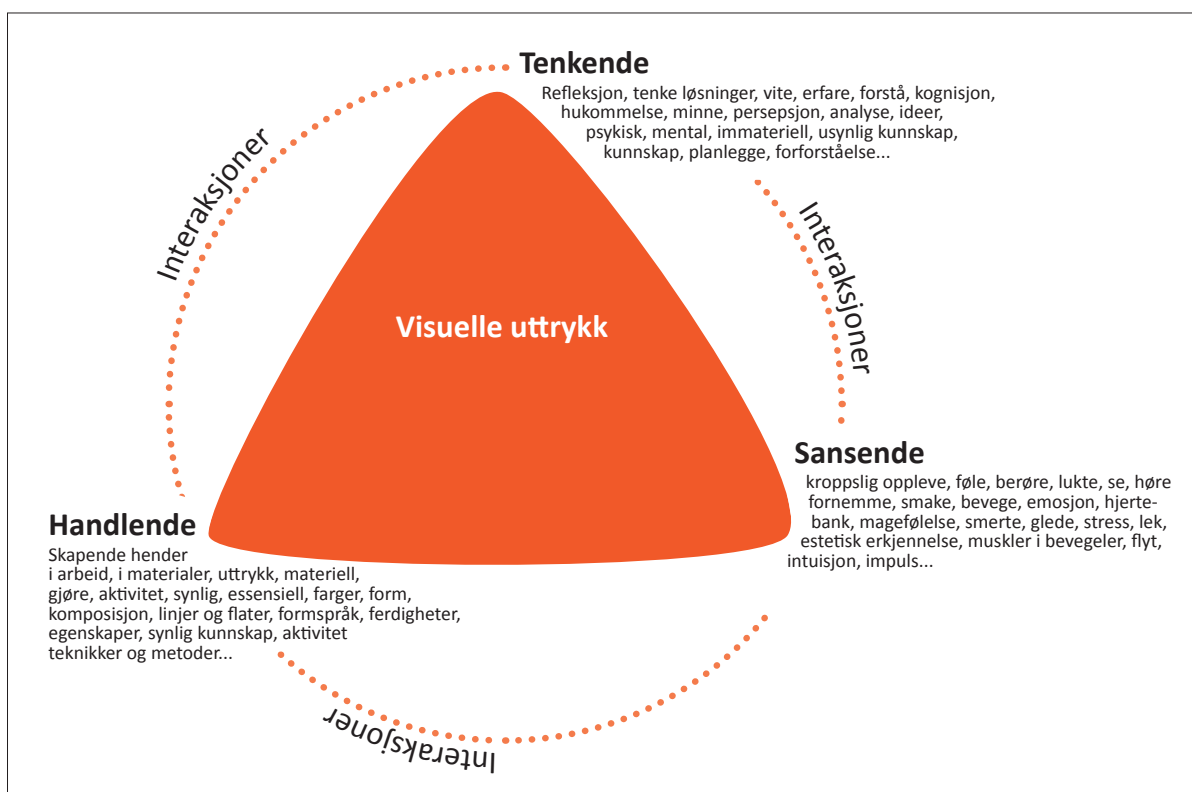 Tenkende
Refleksjon, tenke løsninger, vite, erfare, forstå, kognisjon,
hukommelse, minne, persepsjon, analyse, ideer,
psykisk, mental, immateriell, usynlig kunnskap,
kunnskap, planlegge, forforståelse...
Interaksjoner
Interaksjoner
Visuelle uttrykk
Sansende
kroppslig oppleve, føle, berøre, lukte, se, høre
fornemme, smake, bevege, emosjon, hjerte-
bank, magefølelse, smerte, glede, stress, lek,
estetisk erkjennelse, muskler i bevegeler, flyt,
intuisjon, impuls...
Handlende
Skapende hender
i arbeid, i materialer, uttrykk, materiell,
gjøre, aktivitet, synlig, essensiell, farger, form,
komposisjon, linjer og flater, formspråk, ferdigheter,
egenskaper, synlig kunnskap, aktivitet
teknikker og metoder...
Interaksjoner